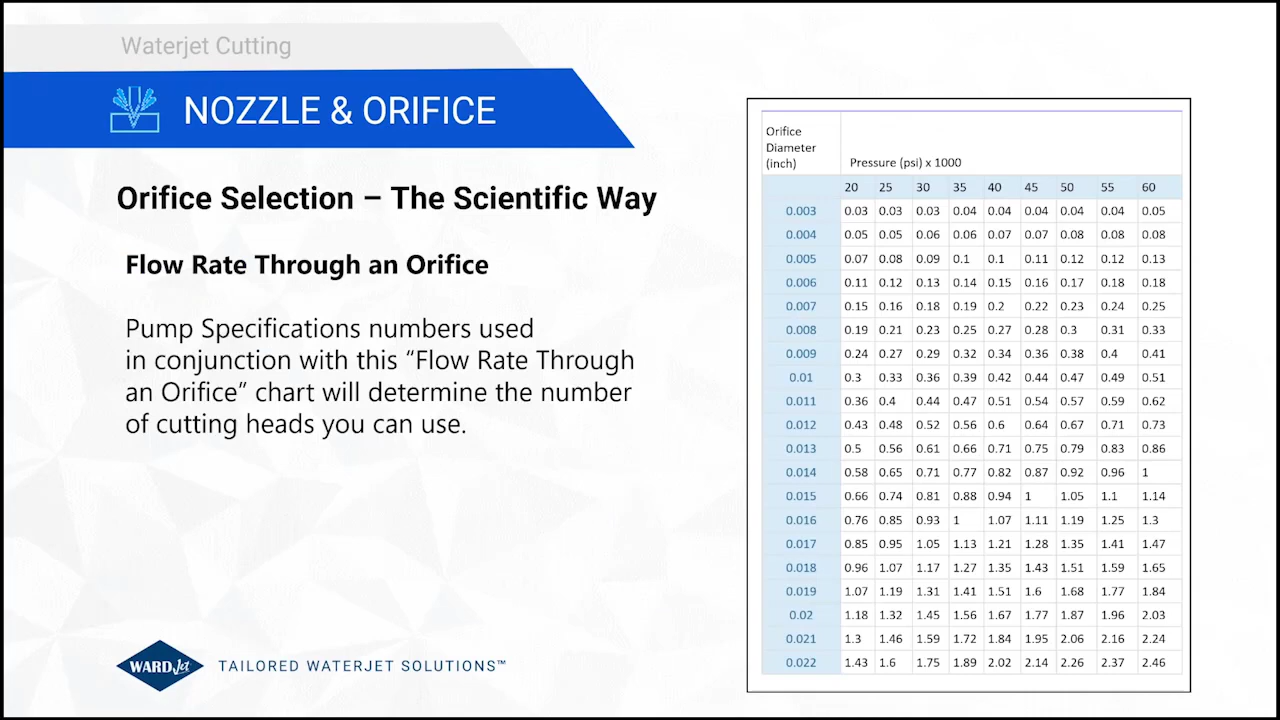 Waterjet Cutting
NOZZLE & ORIFICE
Orifice Selection – The Scientific Way
Flow Rate Through an Orifice
Pump Specifications numbers used
in conjunction with this “Flow Rate Through
an Orifice” chart will determine the number
of cutting heads you can use.
WARDJet TAILORED WATERJET SOLUTIONS™
Orifice
Diameter
(inch) Pressure (psi) x 1000
20 25 30 35 40 45 50 55 60
0.003 0.03 0.03 0.03 0.04 0.04 0.04 0.04 0.04 0.05
0.004 0.05 0.05 0.06 0.06 0.07 0.07 0.08 0.08 0.08
0.005 0.07 0.08 0.09 0.1 0.1 0.11 0.12 0.12 0.13
0.006 0.11 0.12 0.13 0.14 0.15 0.16 0.17 0.18 0.18
0.007 0.15 0.16 0.18 0.19 0.2 0.22 0.23 0.24 0.25
0.008 0.19 0.21 0.23 0.25 0.27 0.28 0.3 0.31 0.33
0.009 0.24 0.27 0.29 0.32 0.34 0.36 0.38 0.4 0.41
0.01 0.3 0.33 0.36 0.39 0.42 0.44 0.47 0.49 0.51
0.011 0.36 0.4 0.44 0.47 0.51 0.54 0.57 0.59 0.62
0.012 0.43 0.48 0.52 0.56 0.6 0.64 0.67 0.71 0.73
0.013 0.5 0.56 0.61 0.66 0.71 0.75 0.79 0.83 0.86
0.014 0.58 0.65 0.71 0.77 0.82 0.87 0.92 0.96 1
0.015 0.66 0.74 0.81 0.88 0.94 1 1.05 1.1 1.14
0.016 0.76 0.85 0.93 1 1.07 1.11 1.19 1.25 1.3
0.017 0.85 0.95 1.05 1.13 1.21 1.28 1.35 1.41 1.47
0.018 0.96 1.07 1.17 1.27 1.35 1.43 1.51 1.59 1.65
0.019 1.07 1.19 1.31 1.41 1.51 1.6 1.68 1.77 1.84
0.02 1.18 1.32 1.45 1.56 1.67 1.77 1.87 1.96 2.03
0.021 1.3 1.46 1.59 1.72 1.84 1.95 2.06 2.16 2.24
0.022 1.43 1.6 1.75 1.89 2.02 2.14 2.26 2.37 2.46